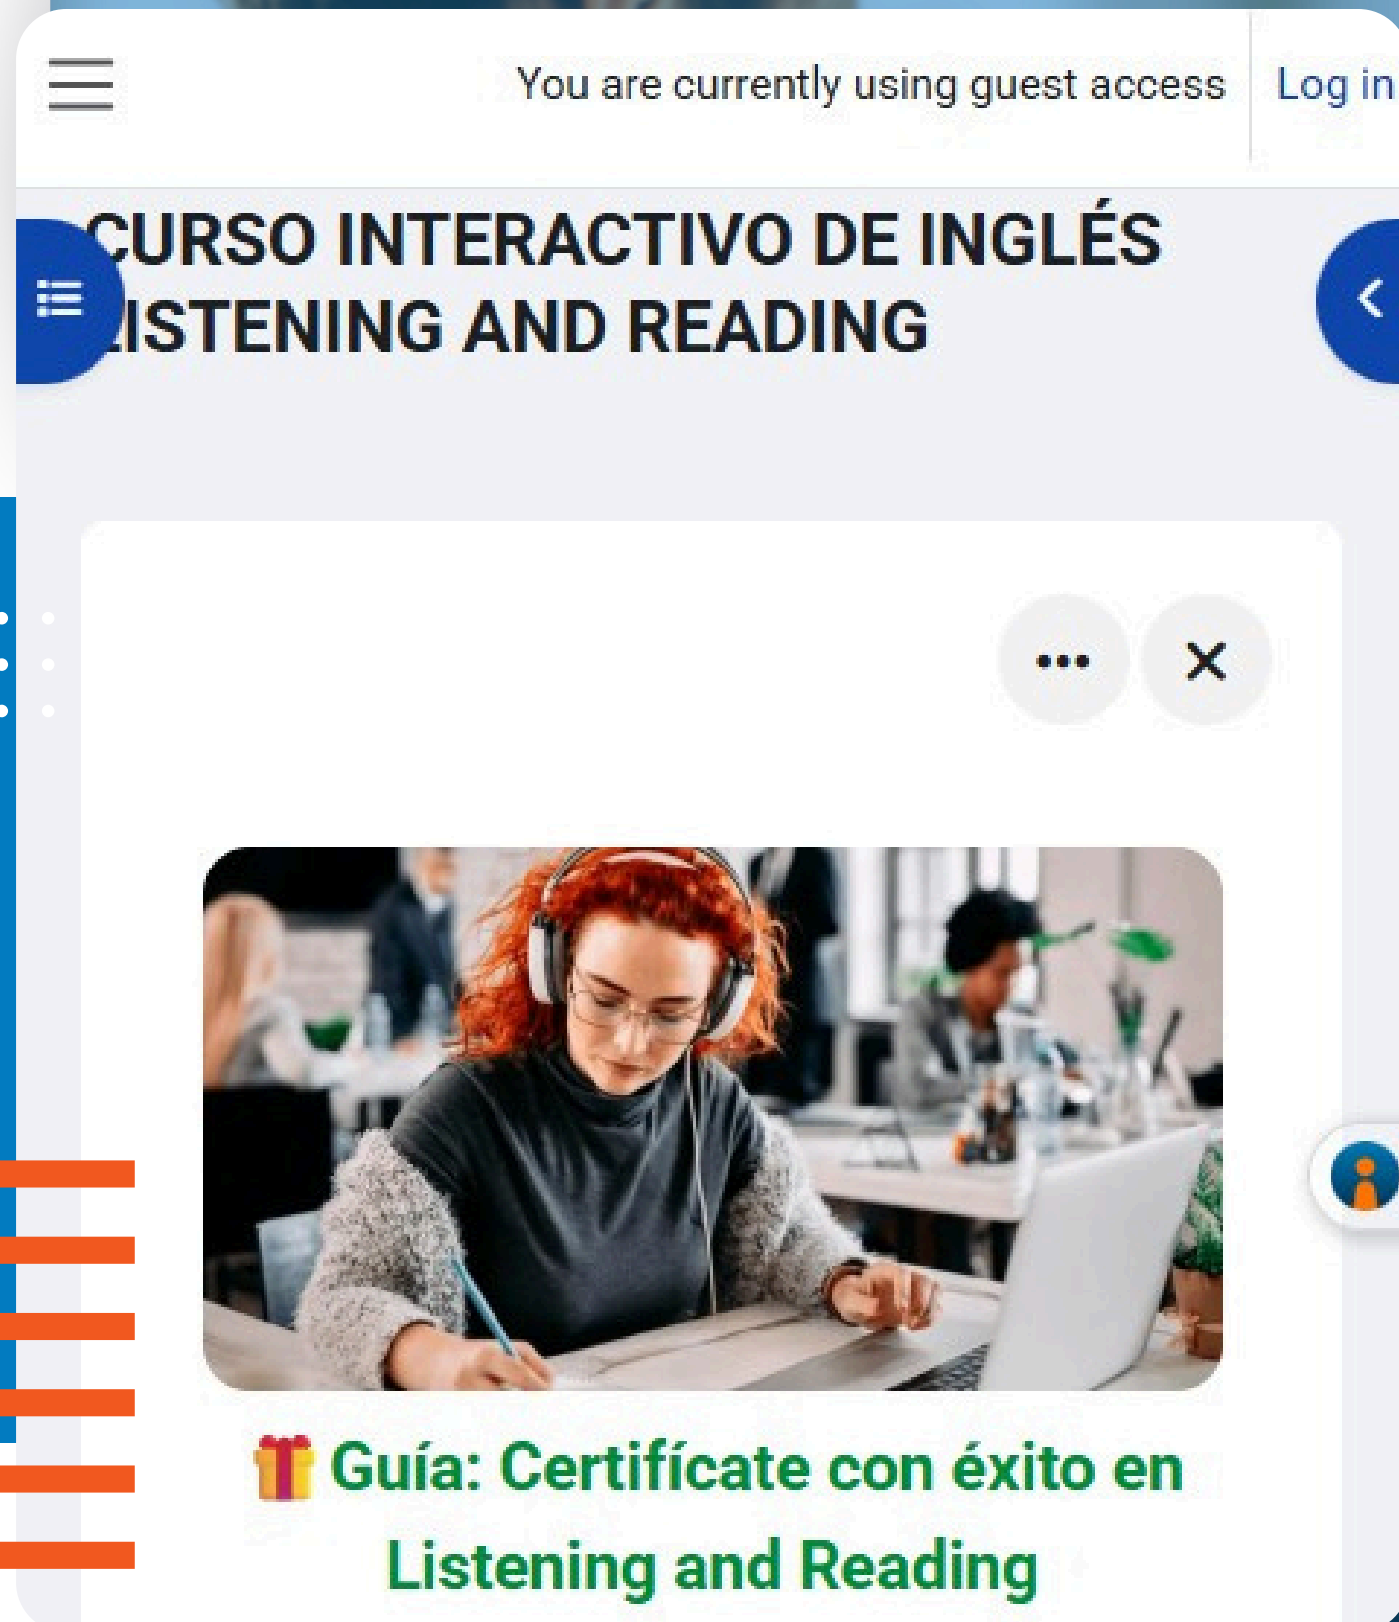 You are currently using guest access
Log in
CURSO INTERACTIVO DE INGLÉS
LISTENING AND READING
Guía: Certifícate con éxito en
Listening and Reading